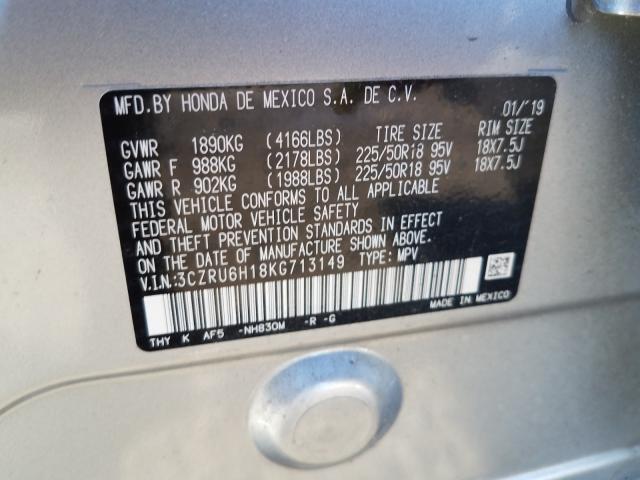 MFD.BY HONDA DE MEXICO S.A. DE C.V. 01/'19
GVWR 1890KG (4166LBS) TIRE SIZE RIM SIZE
GAWR F 988KG (2178LBS) 225/50R18 95V 18X7.5J
GAWR R 902KG (1988LBS) 225/50R18 95V 18X7.5J
THIS VEHICLE CONFORMS TO ALL APPLICABLE
FEDERAL MOTOR VEHICLE SAFETY
AND THEFT PREVENTION STANDARDS IN EFFECT
ON THE DATE OF MANUFACTURE SHOWN ABOVE.
V.I.N.:3CZRU6H18KG713149 TYPE: MPV
THY K AF5 -NH830M -R -G MADE IN MEXICO